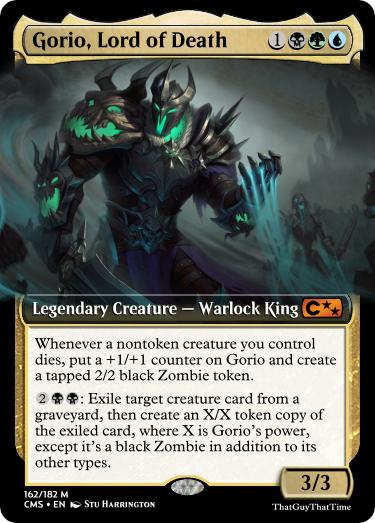 Gorio, Lord of Death 1
Legendary Creature — Warlock King C
Whenever a nontoken creature you control
dies, put a +1/+1 counter on Gorio and create
a tapped 2/2 black Zombie token.
2 : Exile target creature card from a
graveyard, then create an X/X token copy of
the exiled card, where X is Gorio's power,
except it's a black Zombie in addition to its
other types.
3/3
162/182 M
CMS • EN Stu Harrington
ThatGuyThatTime